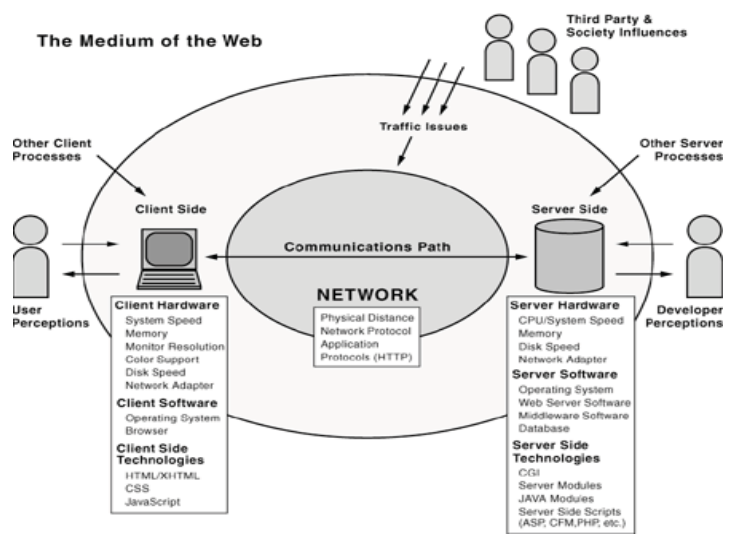 The Medium of the Web
Third Party &
Society Influences
Traffic Issues
Other Client
Processes
Other Server
Processes
Client Side
Server Side
Communications Path
User
Perceptions
Developer
Perceptions
NETWORK
Physical Distance
Network Protocol
Application
Protocols (HTTP)
Client Hardware
System Speed
Memory
Monitor Resolution
Color Support
Disk Speed
Network Adapter
Client Software
Operating System
Browser
Client Side
Technologies
HTML/XHTML
CSS
JavaScript
Server Hardware
CPU/System Speed
Memory
Disk Speed
Network Adapter
Server Software
Operating System
Web Server Software
Middleware Software
Database
Server Side
Technologies
CGI
Server Modules
JAVA Modules
Server Side Scripts
(ASP, CFM,PHP, etc.)